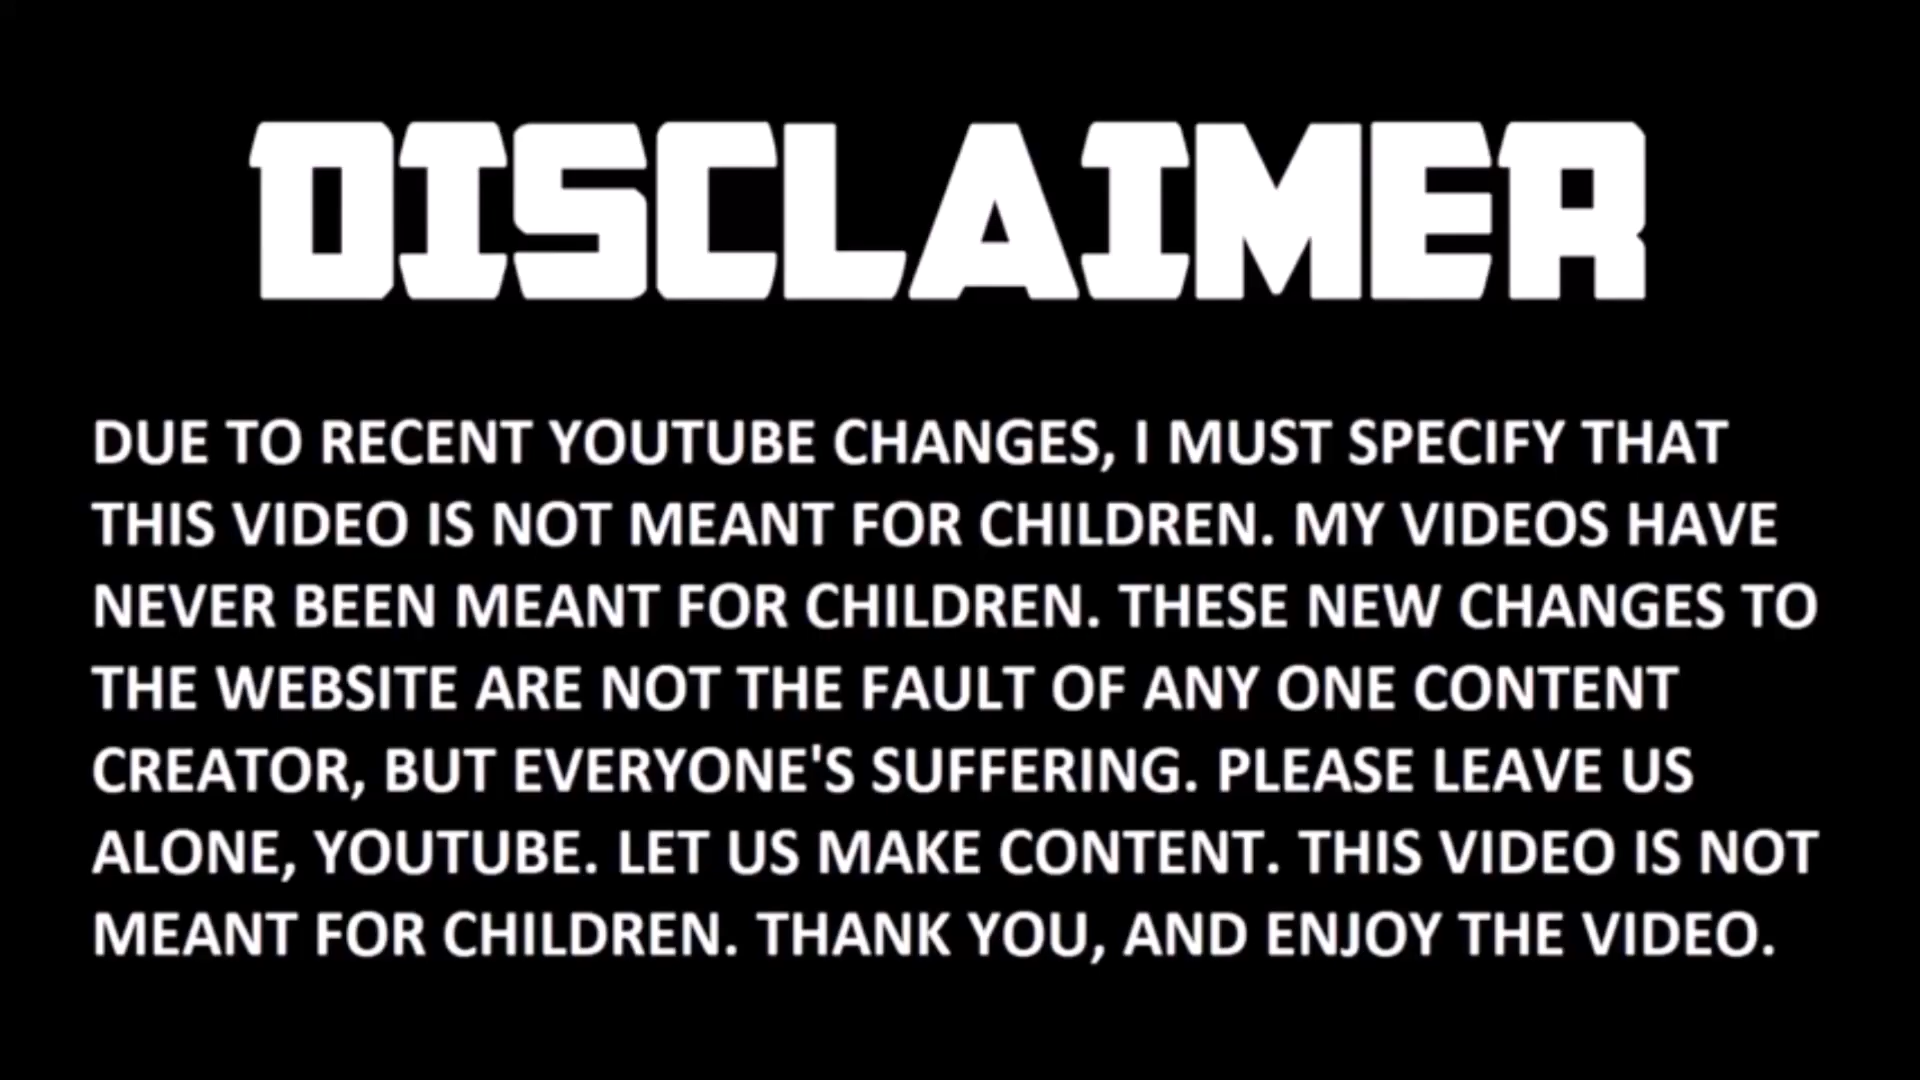 DISCLAIMER
DUE TO RECENT YOUTUBE CHANGES, I MUST SPECIFY THAT
THIS VIDEO IS NOT MEANT FOR CHILDREN. MY VIDEOS HAVE
NEVER BEEN MEANT FOR CHILDREN. THESE NEW CHANGES TO
THE WEBSITE ARE NOT THE FAULT OF ANY ONE CONTENT
CREATOR, BUT EVERYONE'S SUFFERING. PLEASE LEAVE US
ALONE, YOUTUBE. LET US MAKE CONTENT. THIS VIDEO IS NOT
MEANT FOR CHILDREN. THANK YOU, AND ENJOY THE VIDEO.